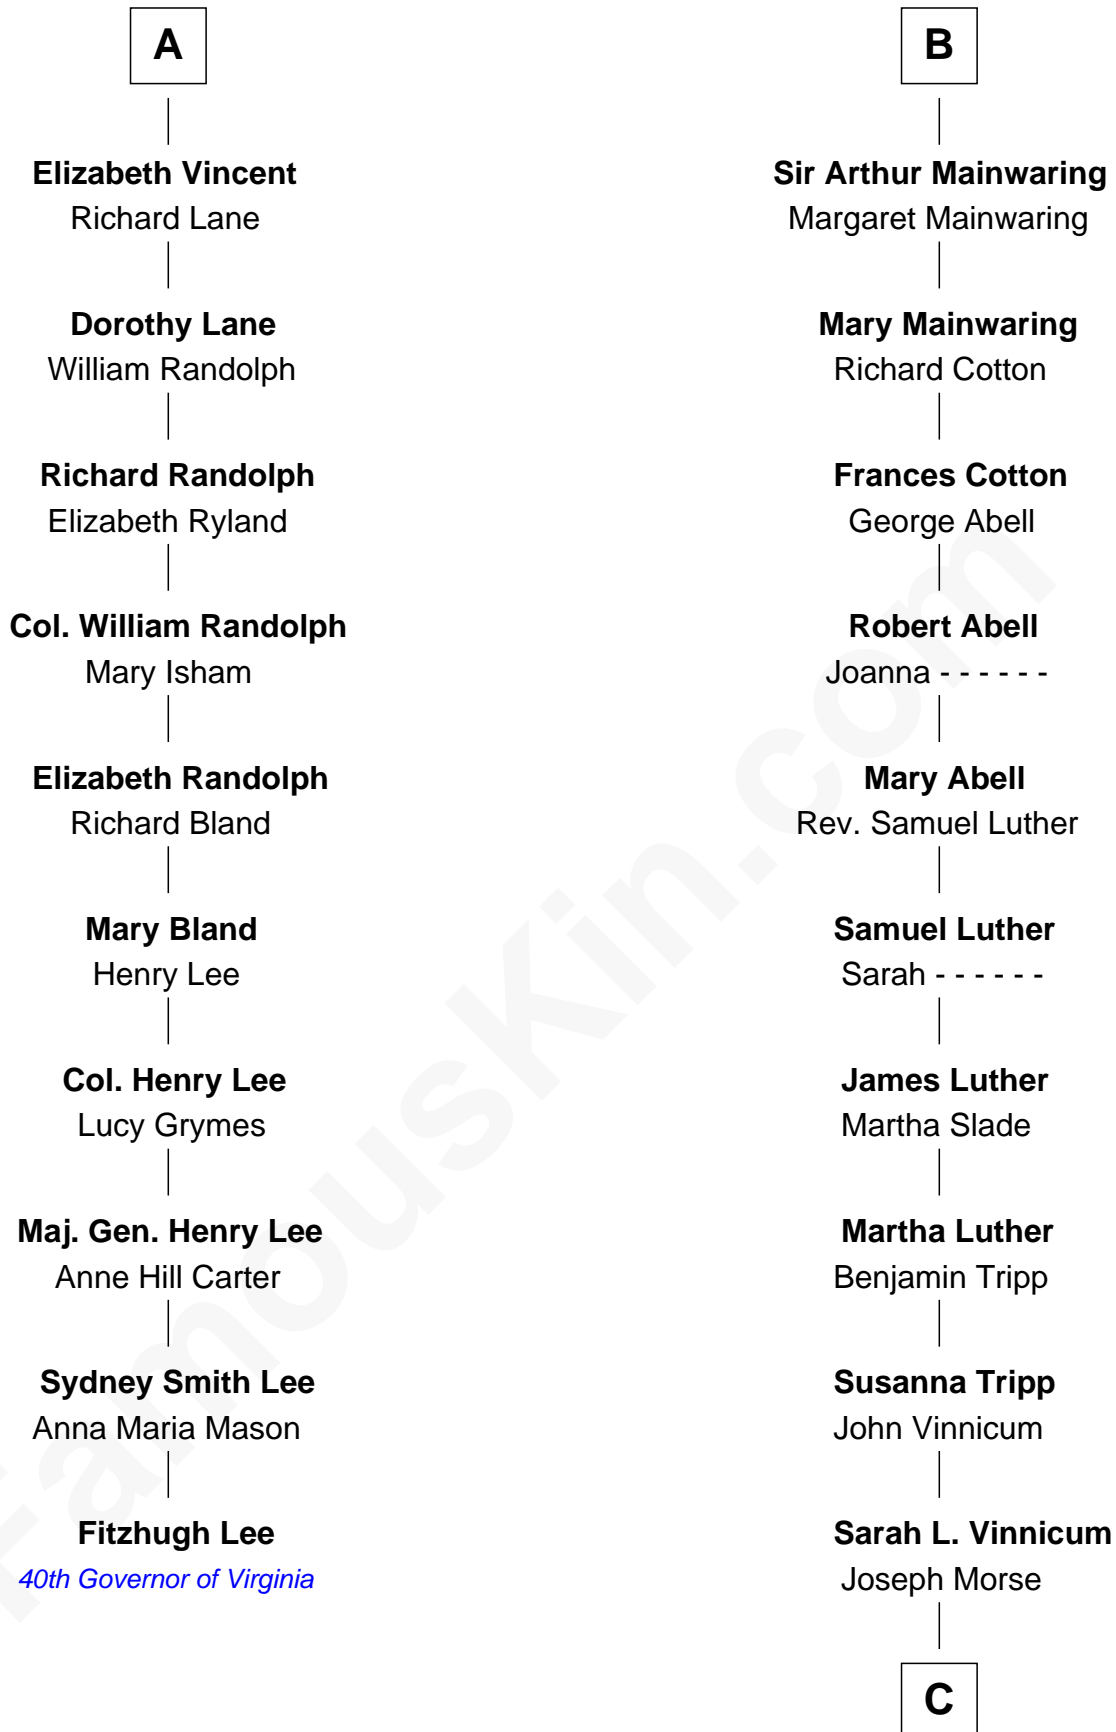 A
Elizabeth Vincent
Richard Lane
Dorothy Lane
William Randolph
Richard Randolph
Elizabeth Ryland
Col. William Randolph
Mary Isham
Elizabeth Randolph
Richard Bland
Mary Bland
Henry Lee
Col. Henry Lee
Lucy Grymes
Maj. Gen. Henry Lee
Anne Hill Carter
Sydney Smith Lee
Anna Maria Mason
Fitzhugh Lee
40th Governor of Virginia
B
Sir Arthur Mainwaring
Margaret Mainwaring
Mary Mainwaring
Richard Cotton
Frances Cotton
George Abell
Robert Abell
Joanna - - - - - -
Mary Abell
Rev. Samuel Luther
Samuel Luther
Sarah - - - - - -
James Luther
Martha Slade
Martha Luther
Benjamin Tripp
Susanna Tripp
John Vinnicum
Sarah L. Vinnicum
Joseph Morse
C
FamousKin.com